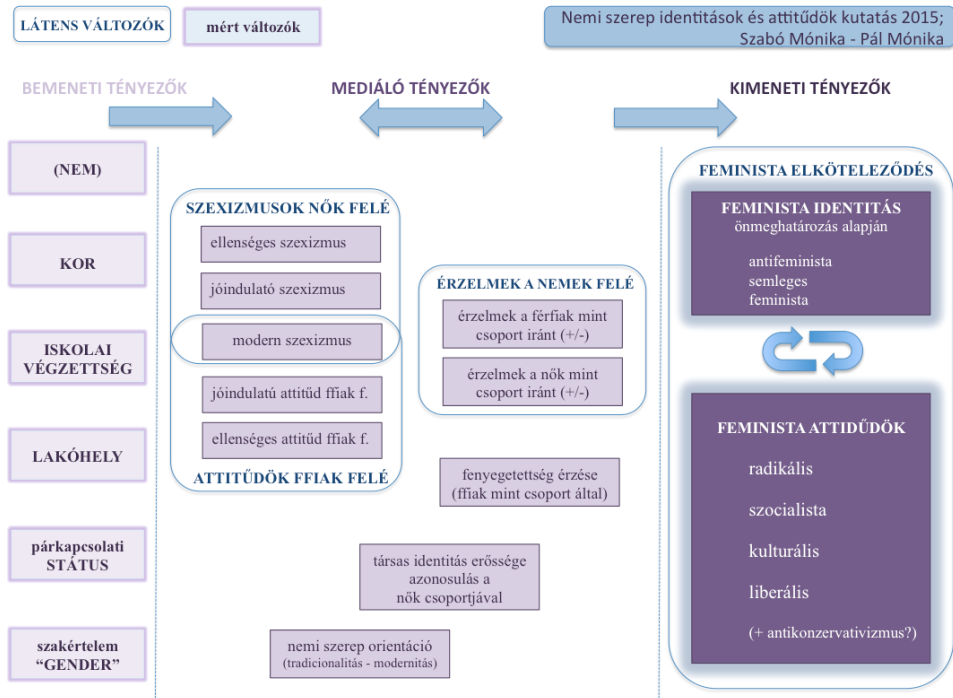 LÁTENS VÁLTOZÓK
mért változók
Nemi szerep identitások és attitűdök kutatás 2015;
Szabó Mónika - Pál Mónika
BEMENETI TÉNYEZŐK
MEDIÁLÓ TÉNYEZŐK
KIMENETI TÉNYEZŐK
(NEM)
KOR
ISKOLAI
VÉGZETTSÉG
LAKÓHELY
párkapcsolati
STÁTUS
szakértelem
“GENDER”
SZEXIZMUSOK NŐK FELÉ
ellenséges szexizmus
jóindulató szexizmus
modern szexizmus
jóindulatú attitűd ffiak f.
ellenséges attitűd ffiak f.
ATTITŰDÖK FFIAK FELÉ
ÉRZELMEK A NEMEK FELÉ
érzelmek a férfiak mint
csoport iránt (+/-)
érzelmek a nők mint
csoport iránt (+/-)
fenyegetettség érzése
(ffiak mint csoport által)
társas identitás erőssége
azonosulás a
nők csoportjával
nemi szerep orientáció
(tradicionalitás - modernitás)
FEMINISTA ELKÖTELEZŐDÉS
FEMINISTA IDENTITÁS
önmeghatározás alapján
antifeminista
semleges
feminista
FEMINISTA ATTIDŰDÖK
radikális
szocialista
kulturális
liberális
(+ antikonzervativizmus?)